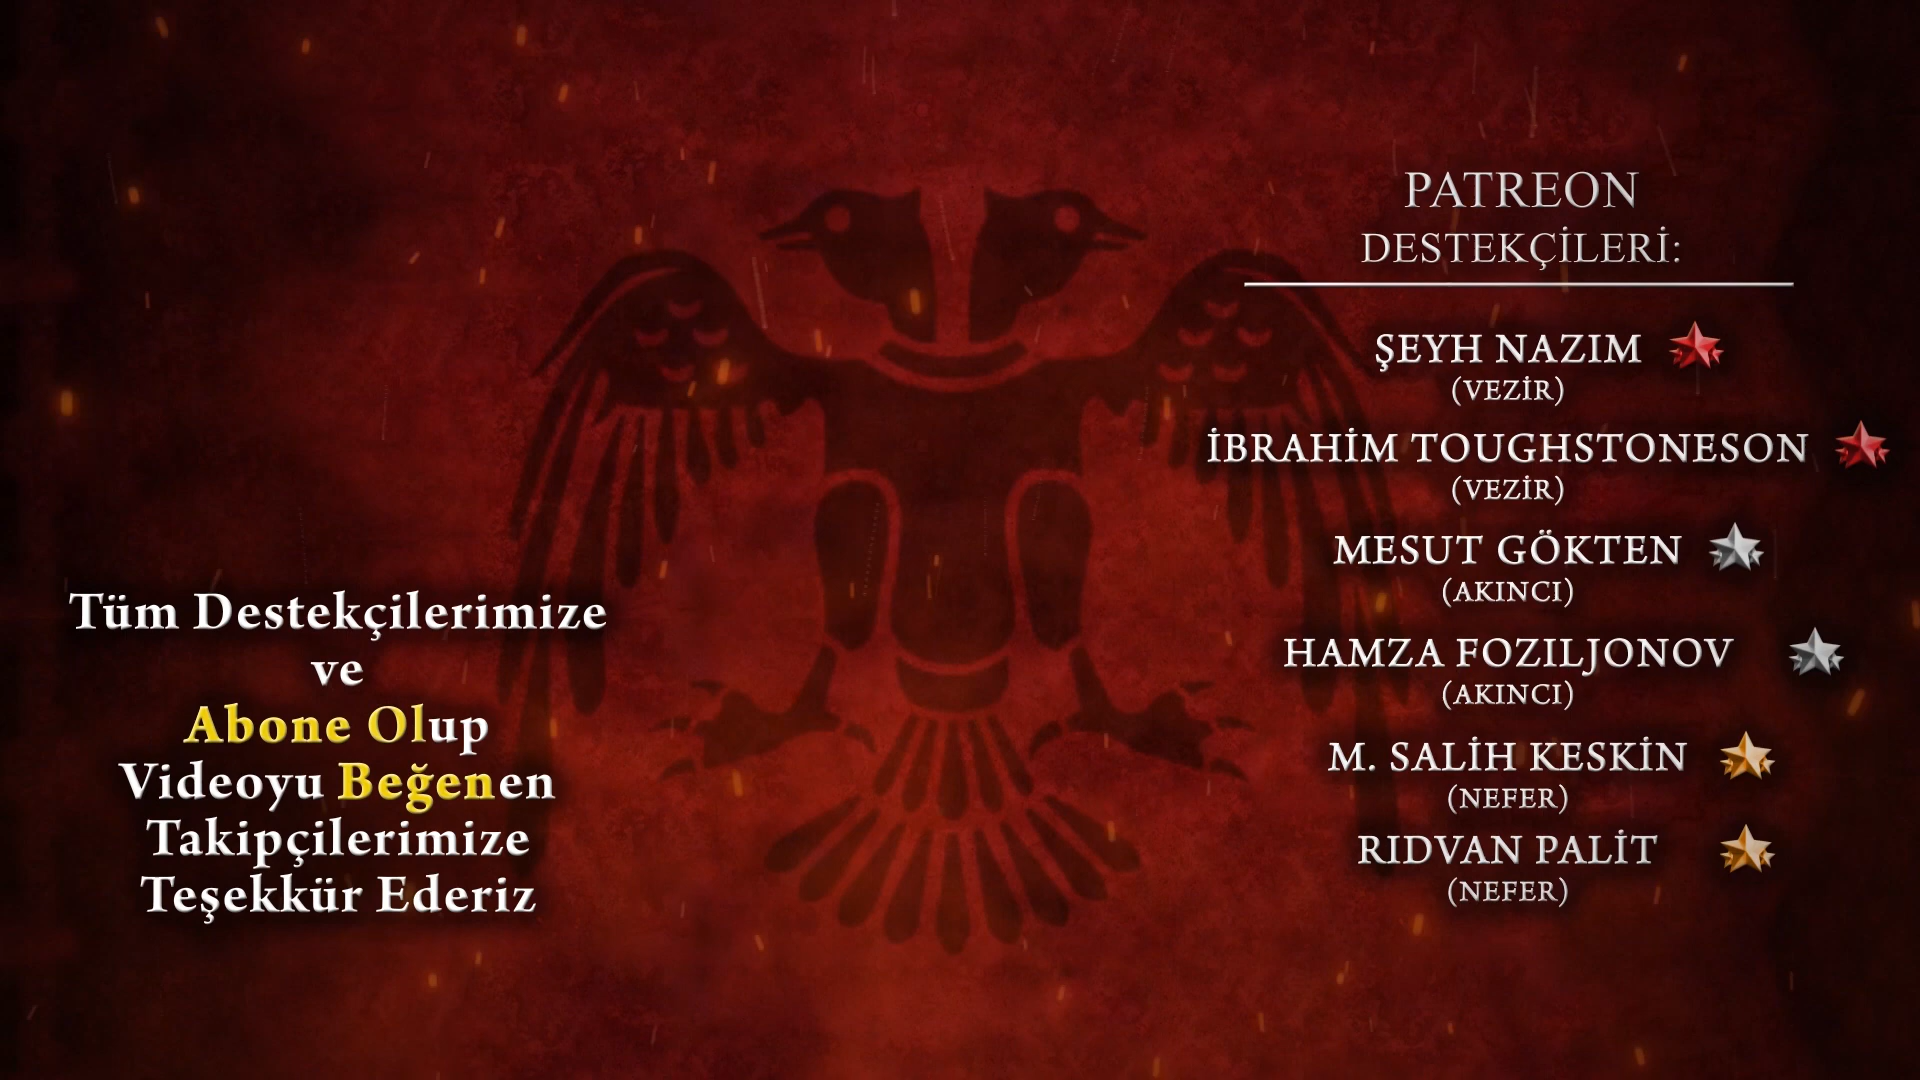 PATREON
DESTEKÇİLERİ:
ŞEYH NAZIM
(VEZİR)
İBRAHİM TOUGHSTONESON
(VEZİR)
MESUT GÖKTEN
(AKINCI)
HAMZA FOZILJONOV
(AKINCI)
M. SALİH KESKİN
(NEFER)
RIDVAN PALİT
(NEFER)
Tüm Destekçilerimize
ve
Abone Olup
Videoyu Beğenen
Takipçilerimize
Teşekkür Ederiz